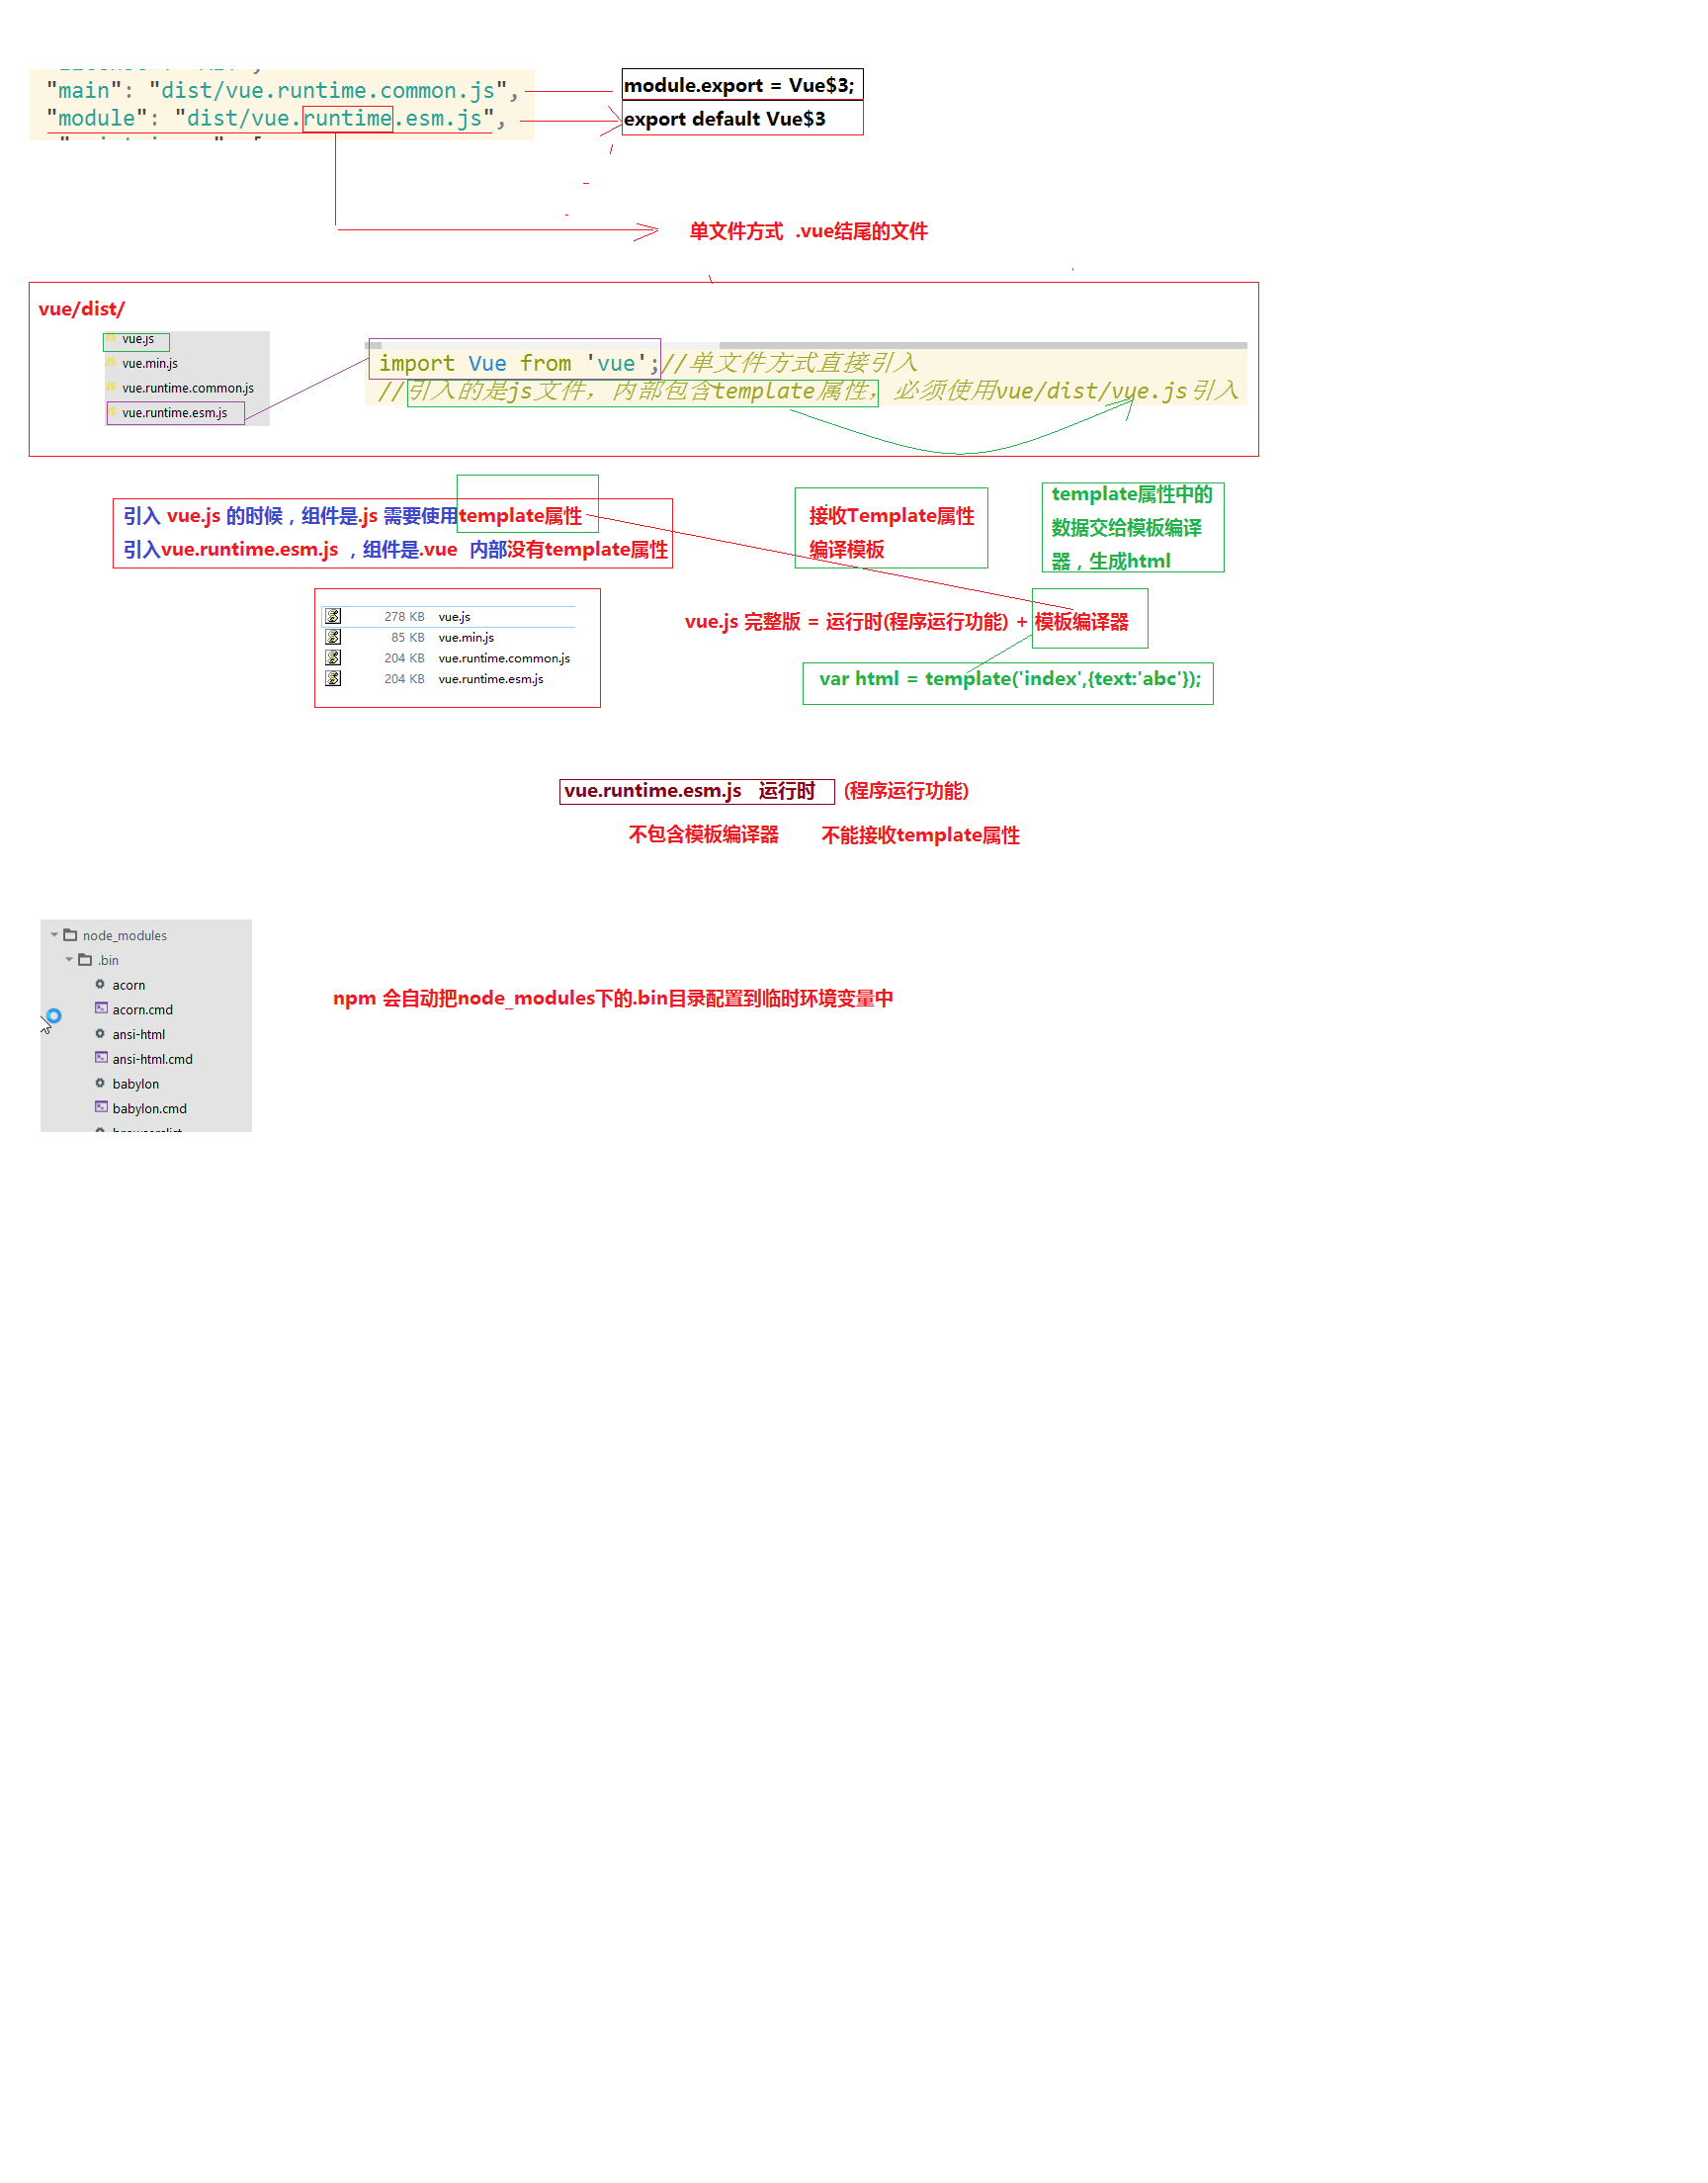 "main": "dist/vue.runtime.common.js",
"module": "dist/vue.runtime.esm.js",
module.export = Vue$3;
export default Vue$3
单文件方式 .vue结尾的文件
vue/dist/
vue.js
vue.min.js
vue.runtime.common.js
vue.runtime.esm.js
import Vue from 'vue';//单文件方式直接引入
//引入的是js文件，内部包含template属性，必须使用vue/dist/vue.js引入
引入 vue.js 的时候，组件是.js 需要使用template属性
引入vue.runtime.esm.js ，组件是.vue 内部没有template属性
接收Template属性
编译模板
template属性中的
数据交给模板编译
器，生成html
278 KB vue.js
85 KB vue.min.js
204 KB vue.runtime.common.js
204 KB vue.runtime.esm.js
vue.js 完整版 = 运行时(程序运行功能) + 模板编译器
var html = template('index',{text:'abc'});
vue.runtime.esm.js 运行时 (程序运行功能)
不包含模板编译器 不能接收template属性
node_modules
.bin
acorn
acorn.cmd
ansi-html
ansi-html.cmd
babylon
babylon.cmd
npm 会自动把node_modules下的.bin目录配置到临时环境变量中